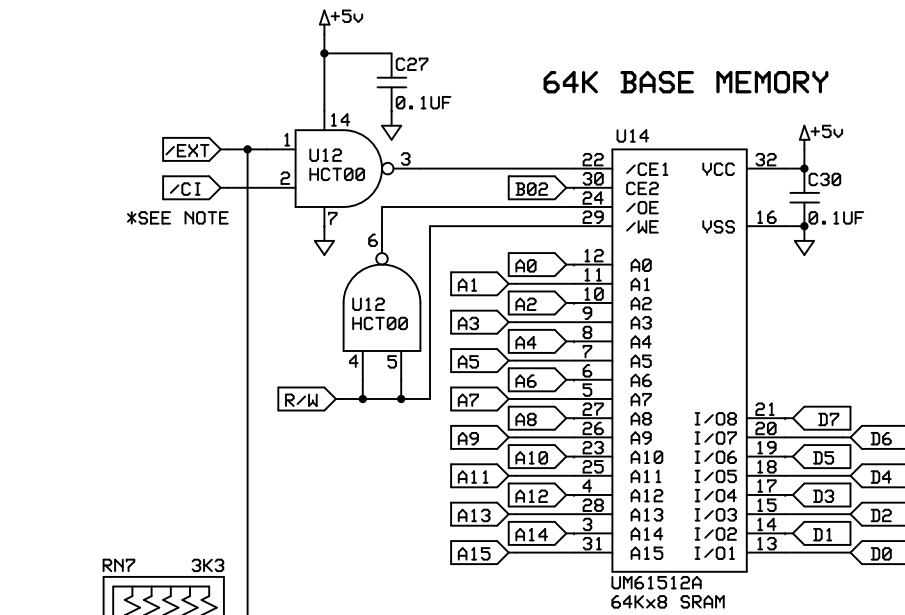 +5v
C27
0.1UF
64K BASE MEMORY
14
U14
+5v
/EXT
1
U12
HCT00
3
22
/CE1
VCC
32
/CI
2
B02
30
CE2
C30
24
/OE
*SEE NOTE
7
29
/WE
VSS
16
0.1UF
6
A0
12
A0
A1
11
A1
U12
HCT00
A2
10
A2
A3
9
A3
A4
8
A4
4
5
A5
7
A5
A6
6
A6
R/W
A7
5
A7
A8
27
A8
I/O8
21
D7
A9
26
A9
I/O7
20
D6
A10
23
A10
I/O6
19
D5
A11
25
A11
I/O5
18
D4
A12
4
A12
I/O4
17
D3
A13
28
A13
I/O3
15
D2
A14
3
A14
I/O2
14
D1
A15
31
A15
I/O1
13
D0
RN7
3K3
UM61512A
64Kx8 SRAM